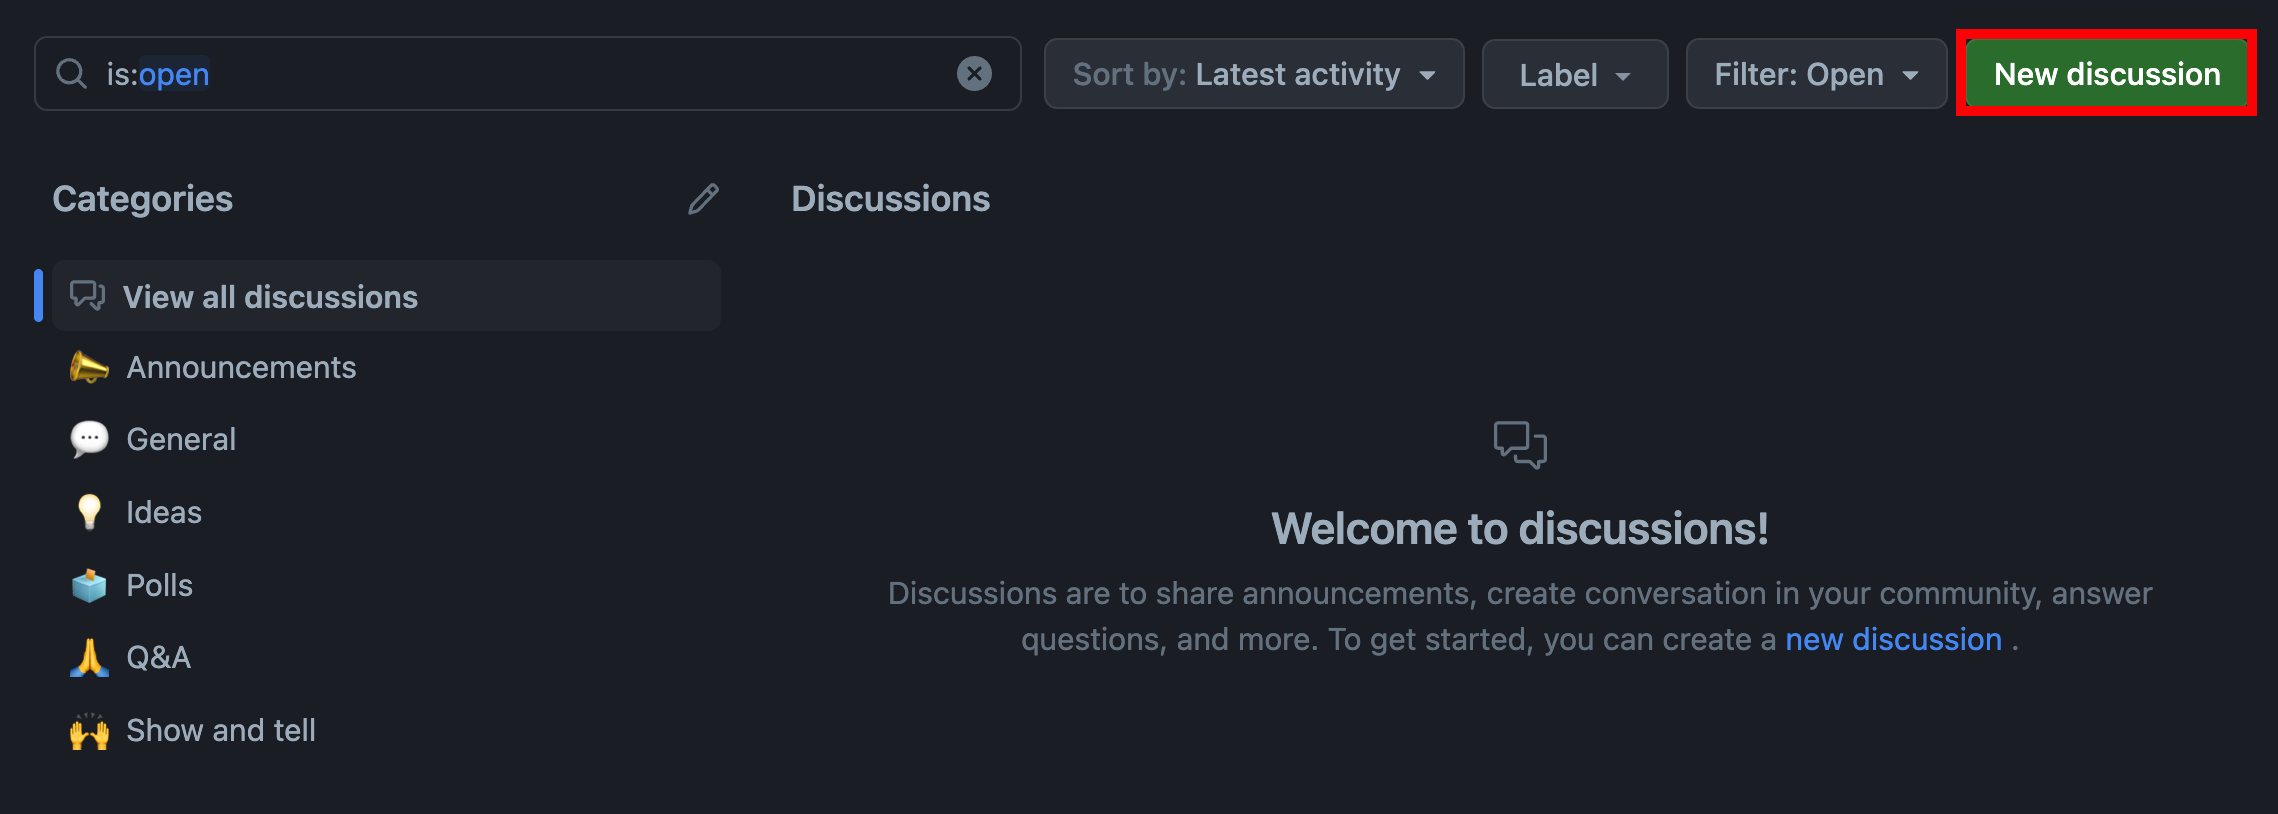 is:open
Sort by: Latest activity
Label
Filter: Open
New discussion
Categories
View all discussions
Announcements
General
Ideas
Polls
Q&A
Show and tell
Discussions
Welcome to discussions!
Discussions are to share announcements, create conversation in your community, answer
questions, and more. To get started, you can create a new discussion .